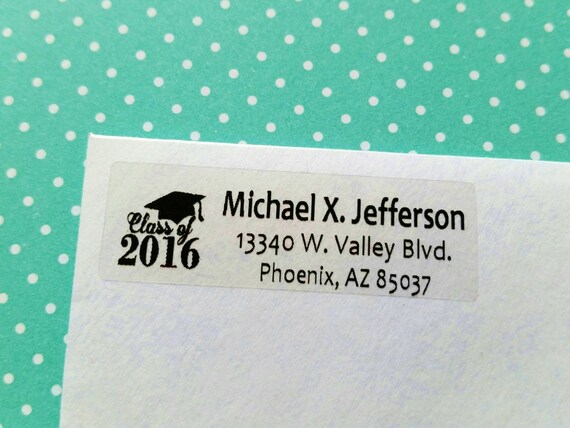 Class of
2016
Michael X. Jefferson
13340 W. Valley Blvd.
Phoenix, AZ 85037